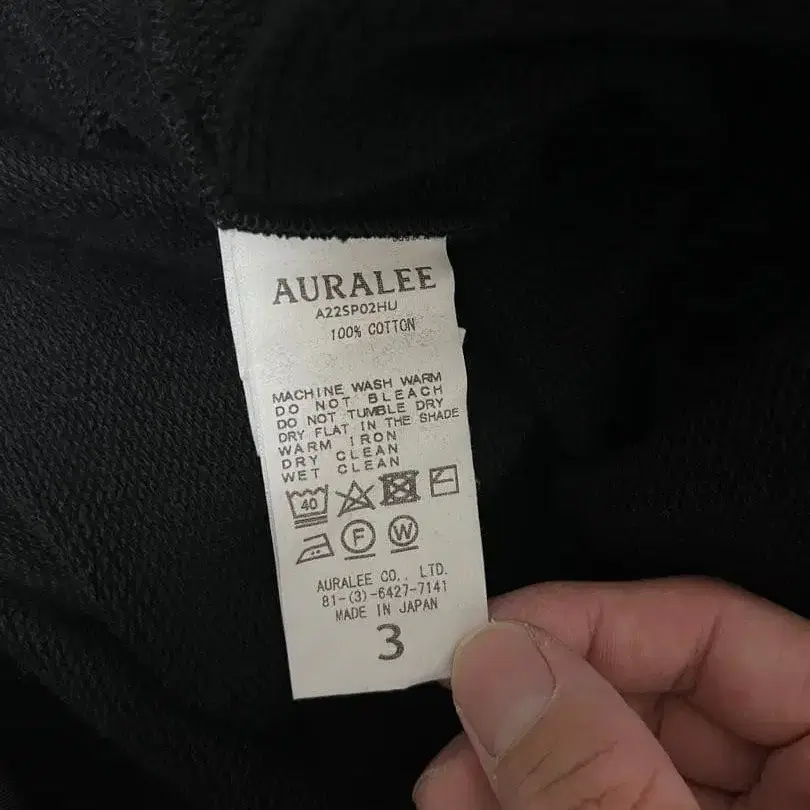 AURALEE
A22SP02HU
100% COTTON
MACHINE WASH WARM
DO NOT BLEACH
DO NOT TUMBLE DRY
DRY FLAT IN THE SHADE
WARM IRON
DRY CLEAN
WET CLEAN
40
F W
AURALEE CO., LTD.
81-(3)-6427-7141
MADE IN JAPAN
3